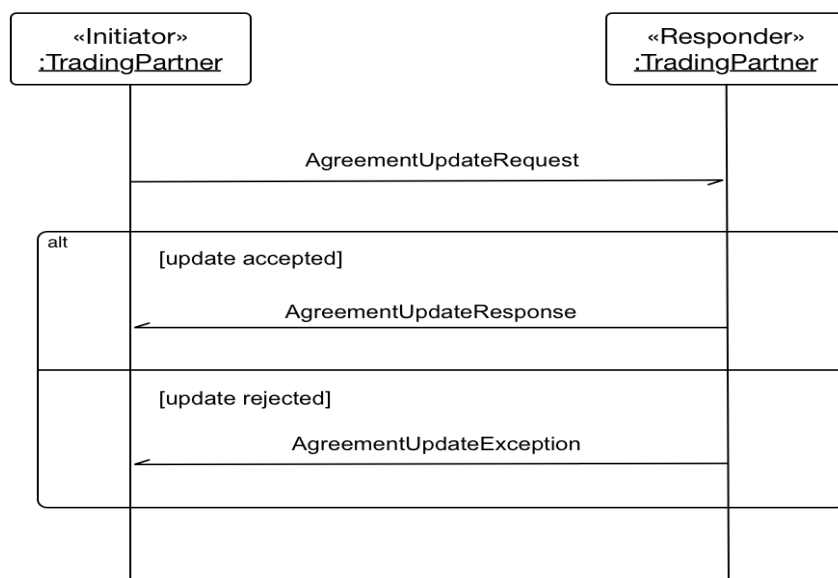 «Initiator»
:TradingPartner
«Responder»
:TradingPartner
AgreementUpdateRequest
alt
[update accepted]
AgreementUpdateResponse
[update rejected]
AgreementUpdateException